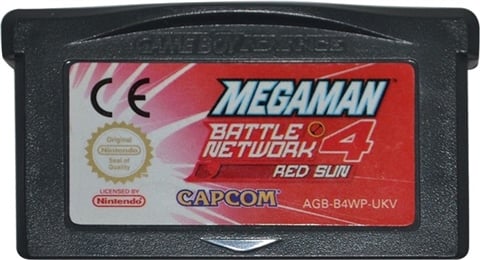 GAME BOY ADVANCE
CE
MEGAMAN
BATTLE
NETWORK 4
RED SUN
Original
Nintendo
Seal of
Quality
LICENSED BY
Nintendo
CAPCOM
AGB-B4WP-UKV